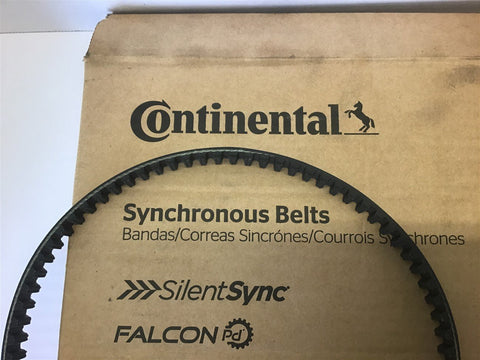 Continental
Synchronous Belts
Bandas/Correas Sincrónes/Courrois Synchrones
SilentSync®
FALCON Pd®